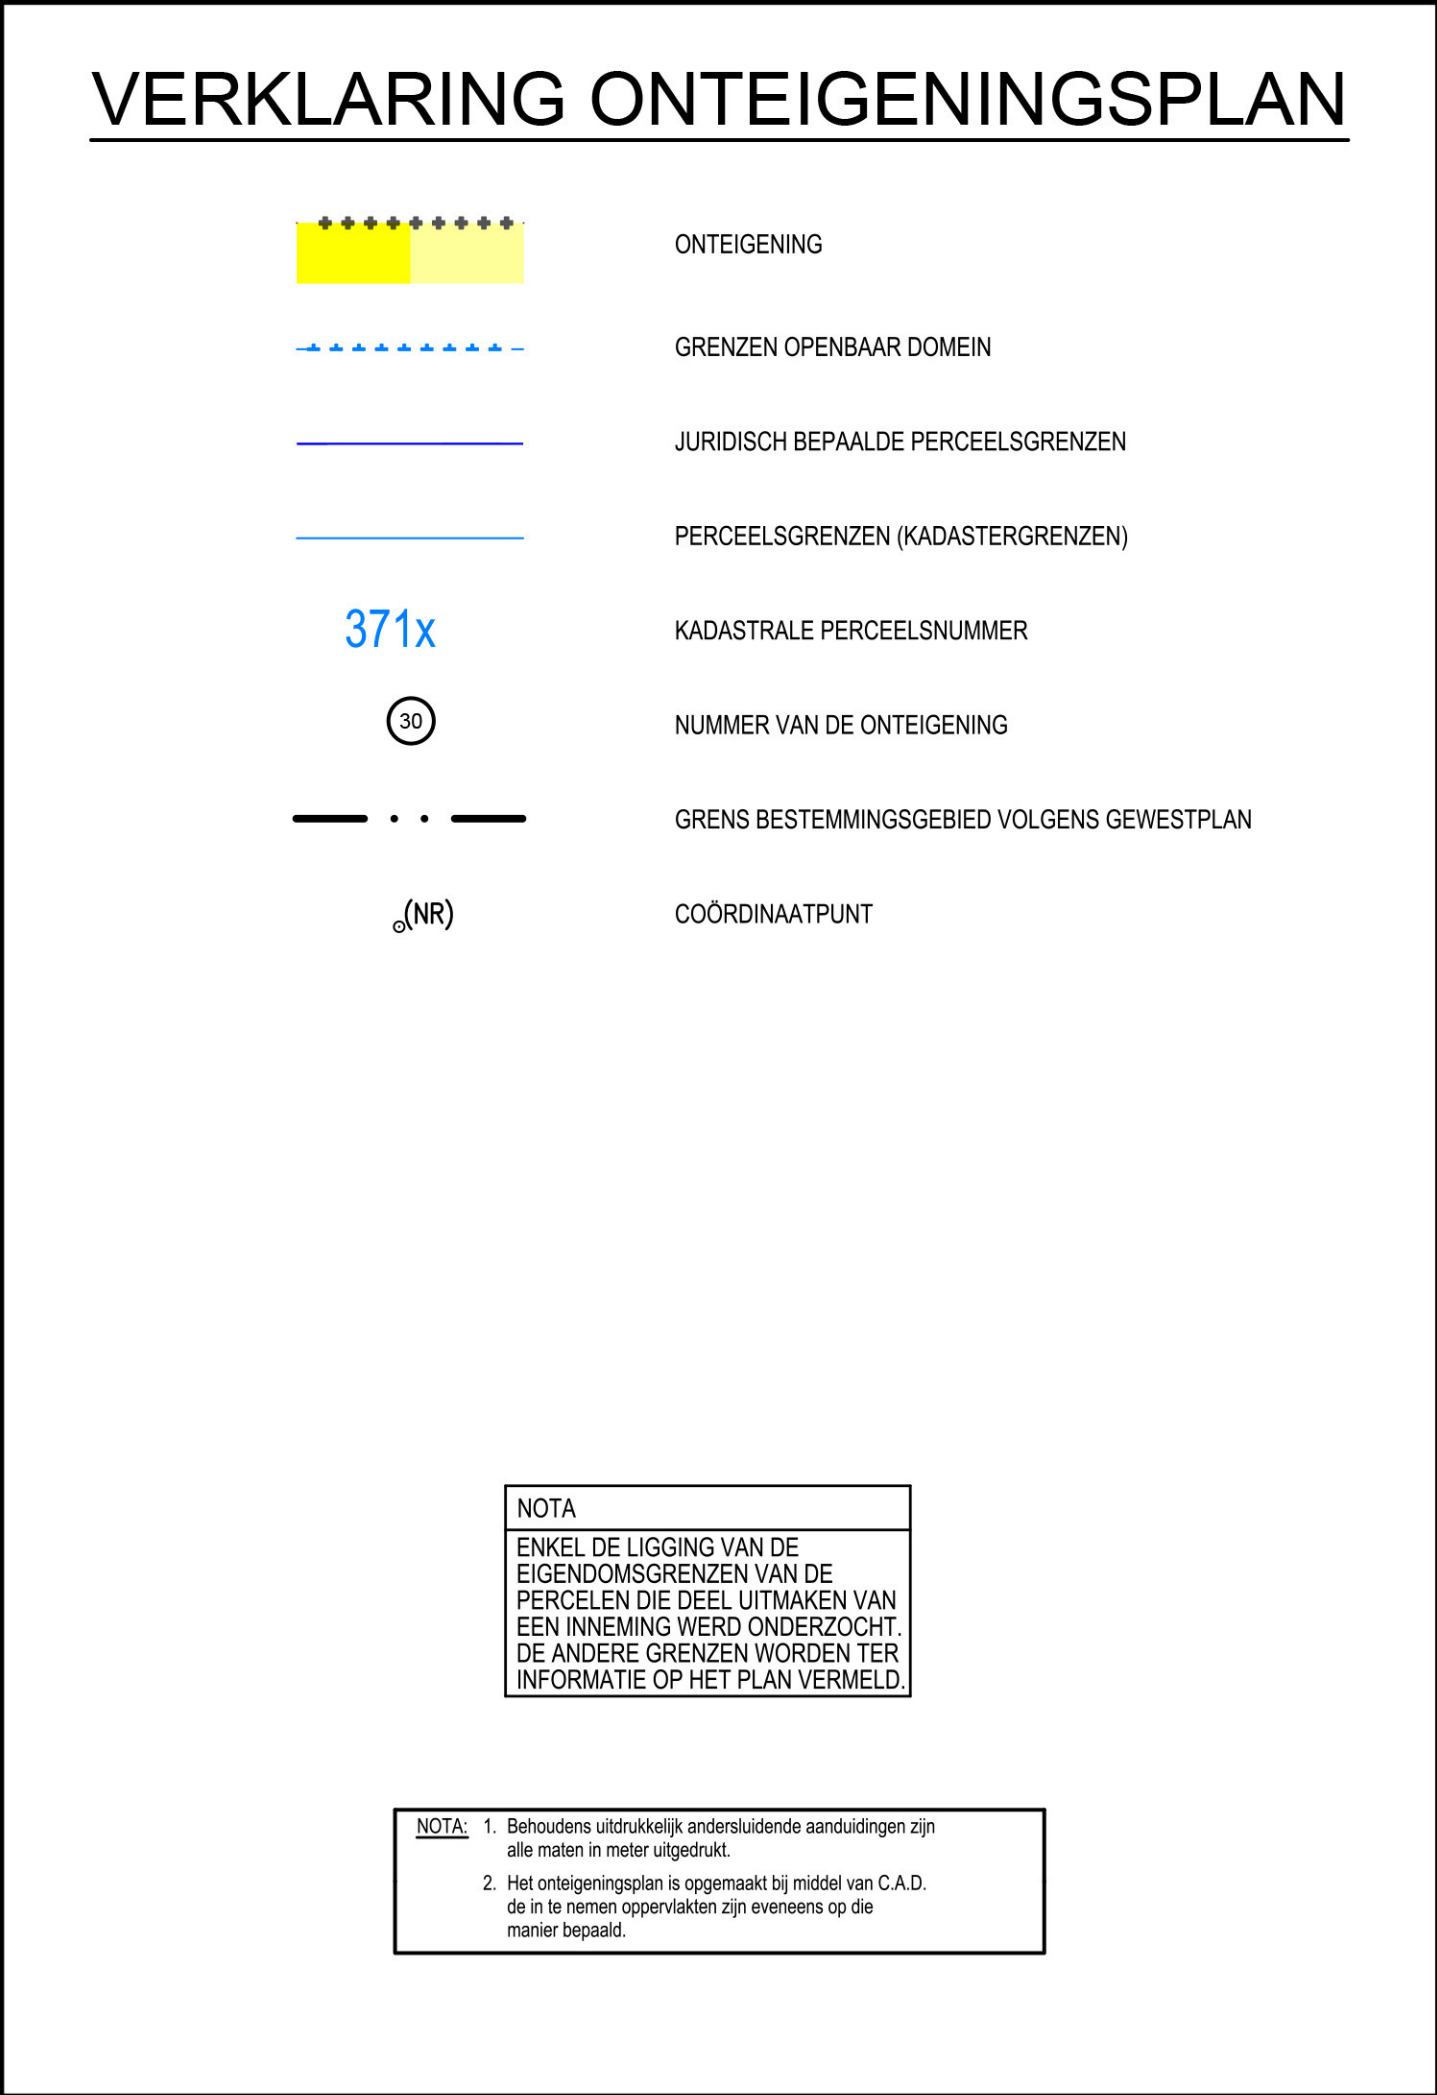 VERKLARING ONTEIGENINGSPLAN
ONTEIGENING
GRENZEN OPENBAAR DOMEIN
JURIDISCH BEPAALDE PERCEELSGRENZEN
PERCEELSGRENZEN (KADASTERGRENZEN)
371x KADASTRALE PERCEELSNUMMER
30 NUMMER VAN DE ONTEIGENING
GRENS BESTEMMINGSGEBIED VOLGENS GEWESTPLAN
(NR) COÖRDINAATPUNT
NOTA
ENKEL DE LIGGING VAN DE
EIGENDOMSGRENZEN VAN DE
PERCELEN DIE DEEL UITMAKEN VAN
EEN INNEMING WERD ONDERZOCHT.
DE ANDERE GRENZEN WORDEN TER
INFORMATIE OP HET PLAN VERMELD.
NOTA: 1. Behoudens uitdrukkelijk andersluidende aanduidingen zijn
alle maten in meter uitgedrukt.
2. Het onteigeningsplan is opgemaakt bij middel van C.A.D.
de in te nemen oppervlakten zijn eveneens op die
manier bepaald.